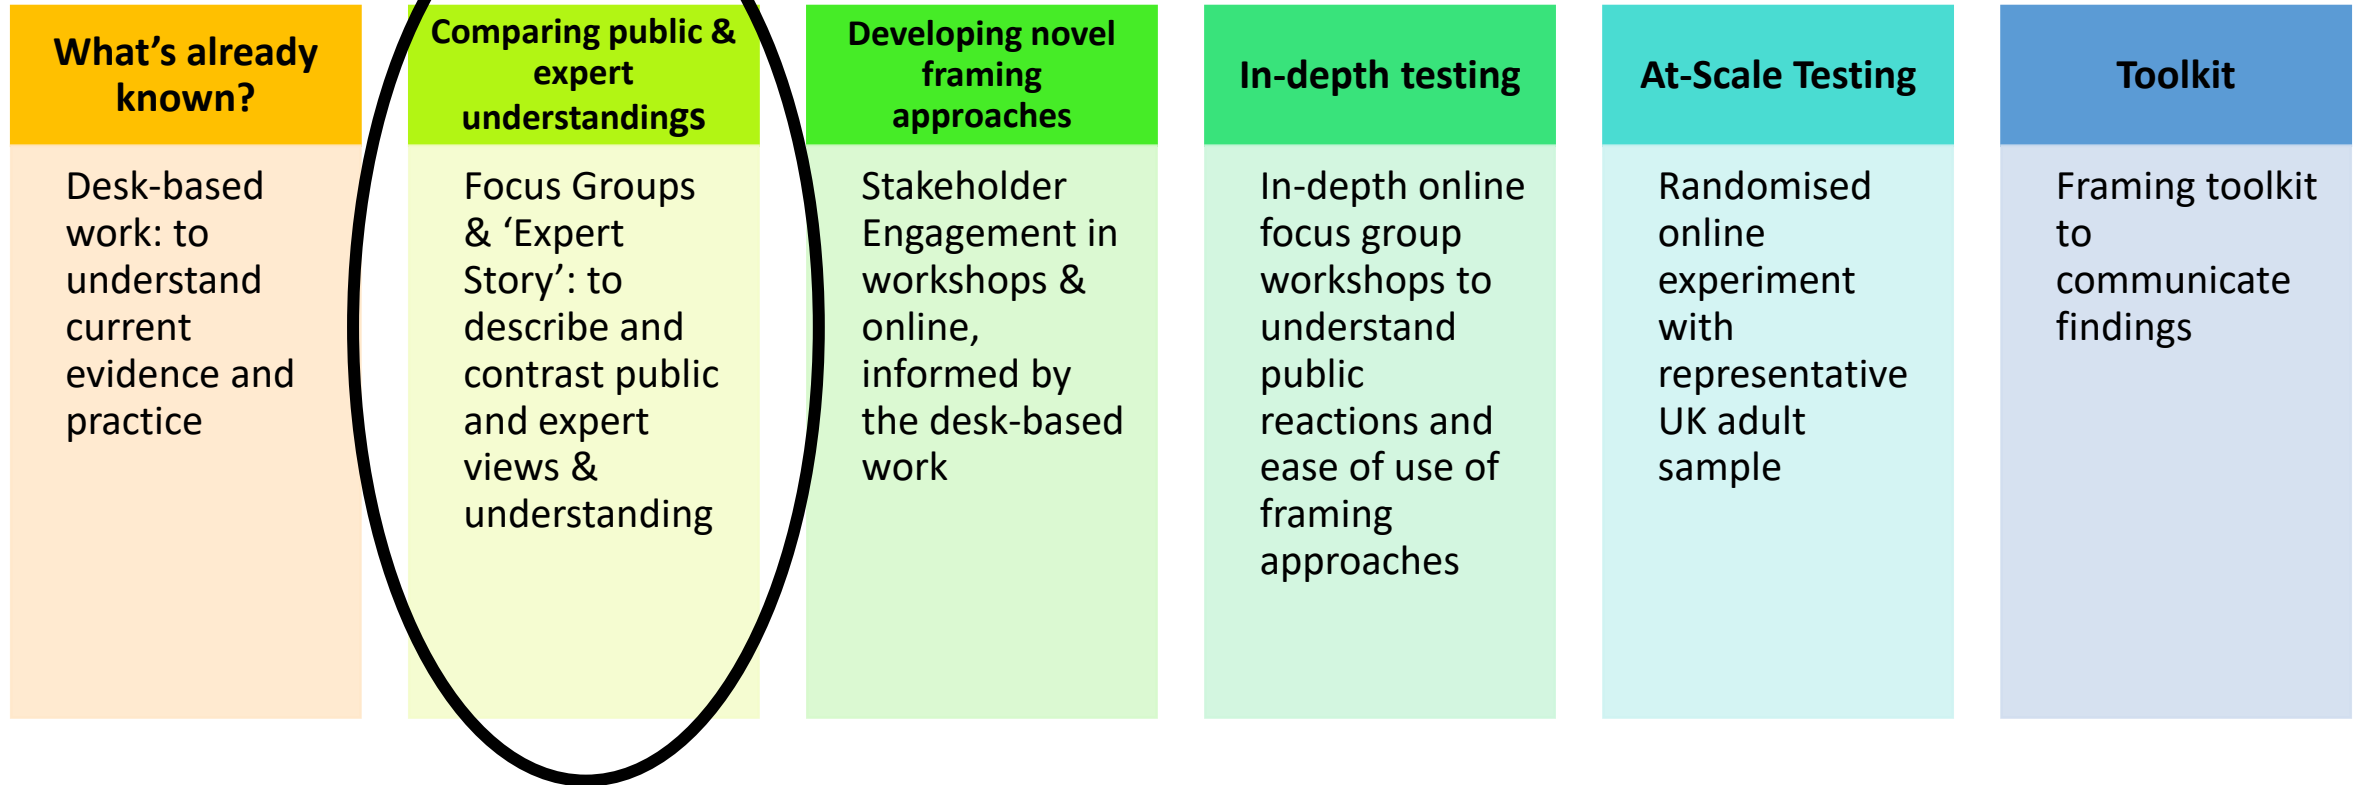 What’s already
known?
Desk-based
work: to
understand
current
evidence and
practice
Comparing public &
expert
understandings
Focus Groups
& ‘Expert
Story’: to
describe and
contrast public
and expert
views &
understanding
Developing novel
framing
approaches
Stakeholder
Engagement in
workshops &
online,
informed by
the desk-based
work
In-depth testing
In-depth online
focus group
workshops to
understand
public
reactions and
ease of use of
framing
approaches
At-Scale Testing
Randomised
online
experiment
with
representative
UK adult
sample
Toolkit
Framing toolkit
to
communicate
findings